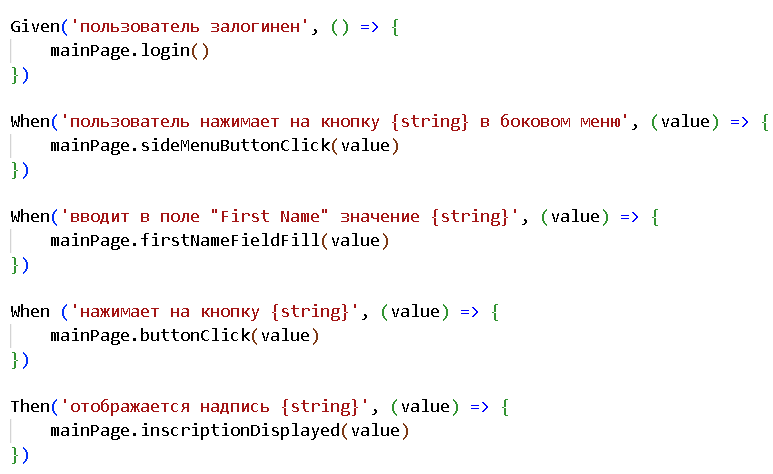 Given('пользователь залогинен', () => {
    mainPage.login()
})
When('пользователь нажимает на кнопку {string} в боковом меню', (value) => {
    mainPage.sideMenuButtonClick(value)
})
When('вводит в поле "First Name" значение {string}', (value) => {
    mainPage.firstNameFieldFill(value)
})
When ('нажимает на кнопку {string}', (value) => {
    mainPage.buttonClick(value)
})
Then('отображается надпись {string}', (value) => {
    mainPage.inscriptionDisplayed(value)
})